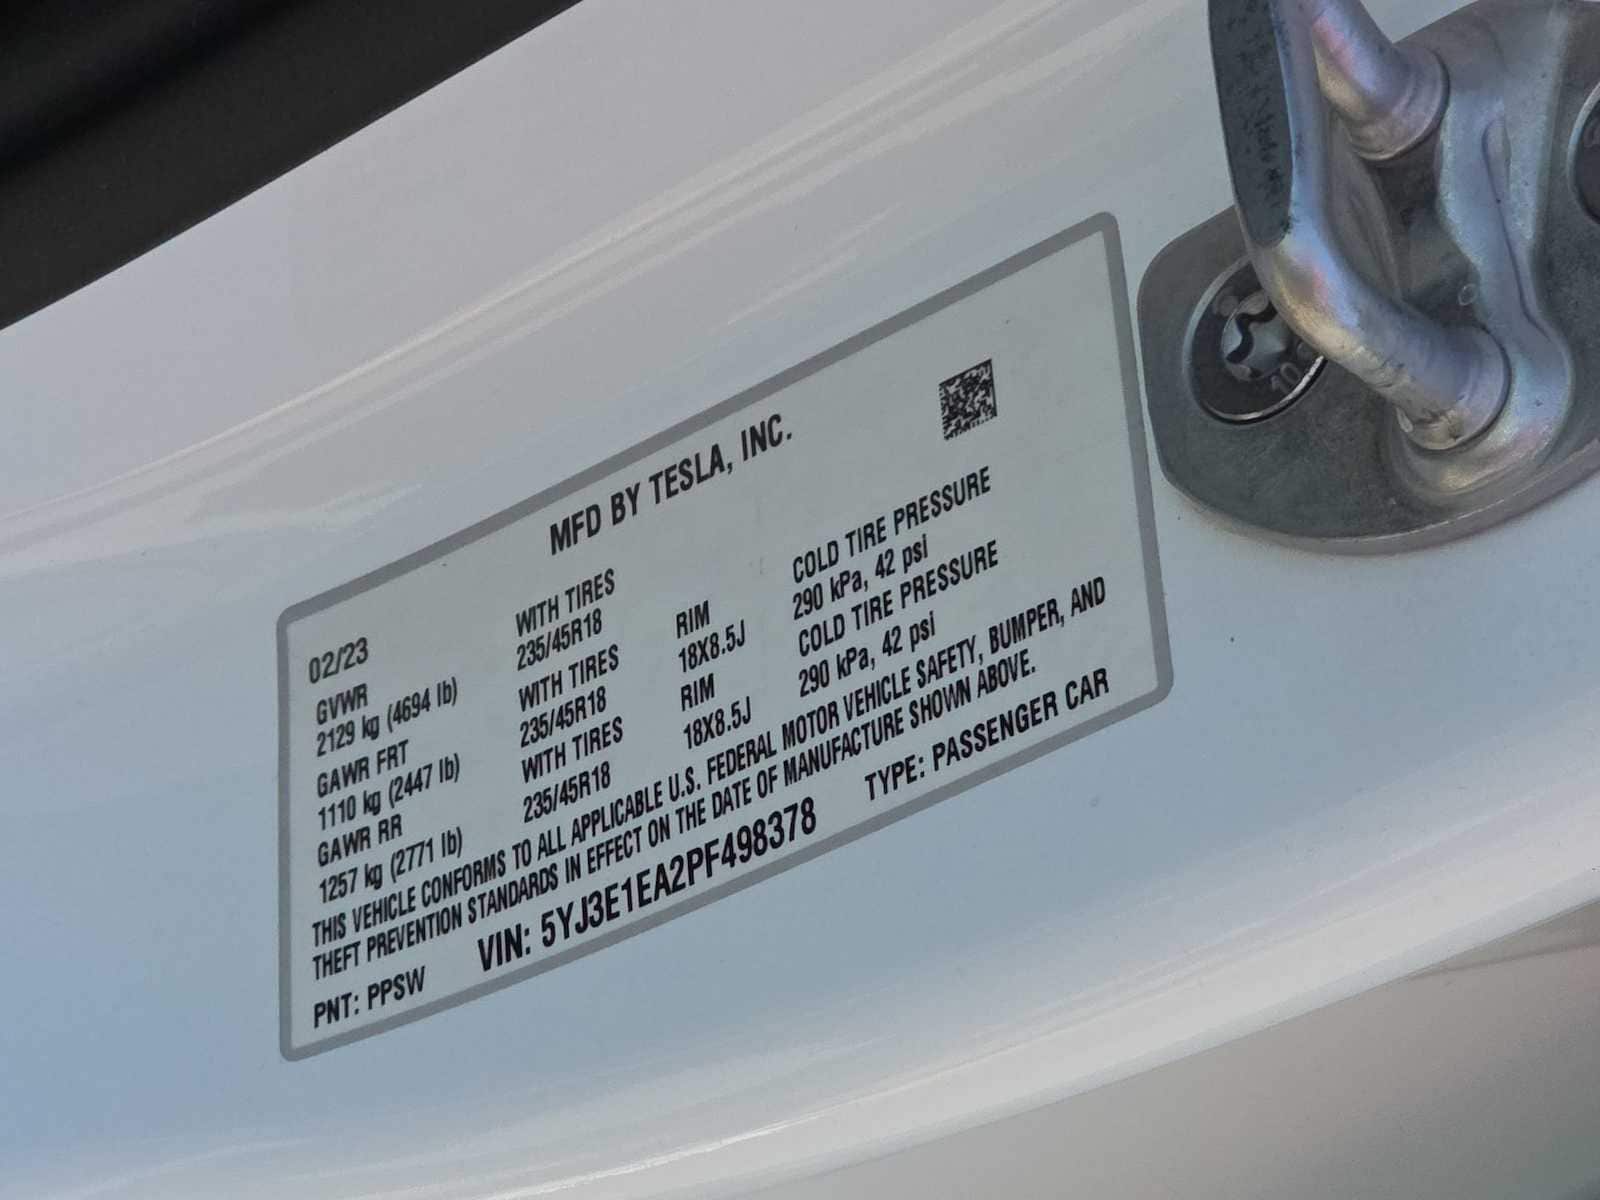 MFD BY TESLA, INC.
02/23
GVWR WITH TIRES RIM COLD TIRE PRESSURE
2129 kg (4694 lb) 235/45R18 18X8.5J 290 kPa, 42 psi
GAWR FRT WITH TIRES RIM COLD TIRE PRESSURE
1110 kg (2447 lb) 235/45R18 18X8.5J 290 kPa, 42 psi
GAWR RR WITH TIRES
1257 kg (2771 lb) 235/45R18
THIS VEHICLE CONFORMS TO ALL APPLICABLE U.S. FEDERAL MOTOR VEHICLE SAFETY, BUMPER, AND
THEFT PREVENTION STANDARDS IN EFFECT ON THE DATE OF MANUFACTURE SHOWN ABOVE.
PNT: PPSW VIN: 5YJ3E1EA2PF498378 TYPE: PASSENGER CAR
10